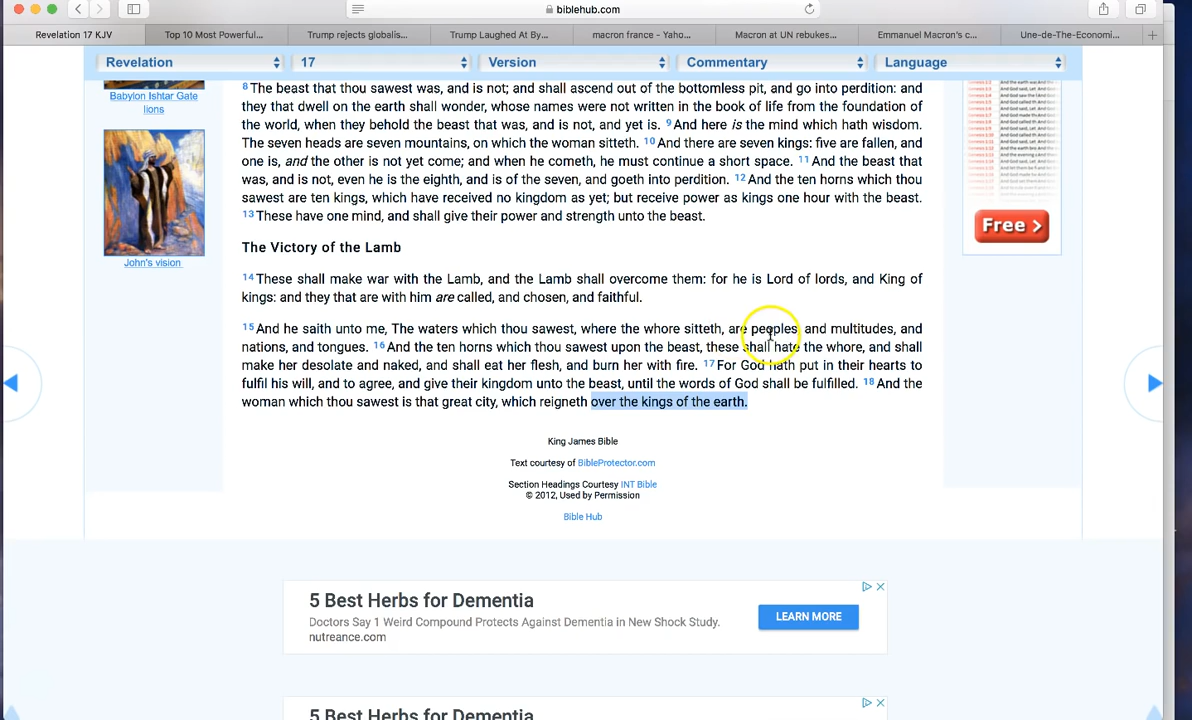 biblehub.com
Revelation 17 KJV
Top 10 Most Powerful...
Trump rejects globalis...
Trump Laughed At By...
macron france - Yaho...
Macron at UN rebukes...
Emmanuel Macron's c...
Une-de-The-Economi...
Revelation
17
Version
Commentary
Language
Babylon Ishtar Gate
lions
John's vision
8 The beast that thou sawest was, and is not; and shall ascend out of the bottomless pit, and go into perdition: and
they that dwell on the earth shall wonder, whose names were not written in the book of life from the foundation of
the world, when they behold the beast that was, and is not, and yet is. 9 And here is the mind which hath wisdom.
The seven heads are seven mountains, on which the woman sitteth. 10 And there are seven kings: five are fallen, and
one is, and the other is not yet come; and when he cometh, he must continue a short space. 11 And the beast that
was, and is not, even he is the eighth, and is of the seven, and goeth into perdition. 12 And the ten horns which thou
sawest are ten kings, which have received no kingdom as yet; but receive power as kings one hour with the beast.
13 These have one mind, and shall give their power and strength unto the beast.
The Victory of the Lamb
14 These shall make war with the Lamb, and the Lamb shall overcome them: for he is Lord of lords, and King of
kings: and they that are with him are called, and chosen, and faithful.
15 And he saith unto me, The waters which thou sawest, where the whore sitteth, are peoples, and multitudes, and
nations, and tongues. 16 And the ten horns which thou sawest upon the beast, these shall hate the whore, and shall
make her desolate and naked, and shall eat her flesh, and burn her with fire. 17 For God hath put in their hearts to
fulfil his will, and to agree, and give their kingdom unto the beast, until the words of God shall be fulfilled. 18 And the
woman which thou sawest is that great city, which reigneth over the kings of the earth.
Free >
King James Bible
Text courtesy of BibleProtector.com
Section Headings Courtesy INT Bible
© 2012, Used by Permission
Bible Hub
5 Best Herbs for Dementia
Doctors Say 1 Weird Compound Protects Against Dementia in New Shock Study.
nutreance.com
LEARN MORE
5 Best Herbs for Dementia